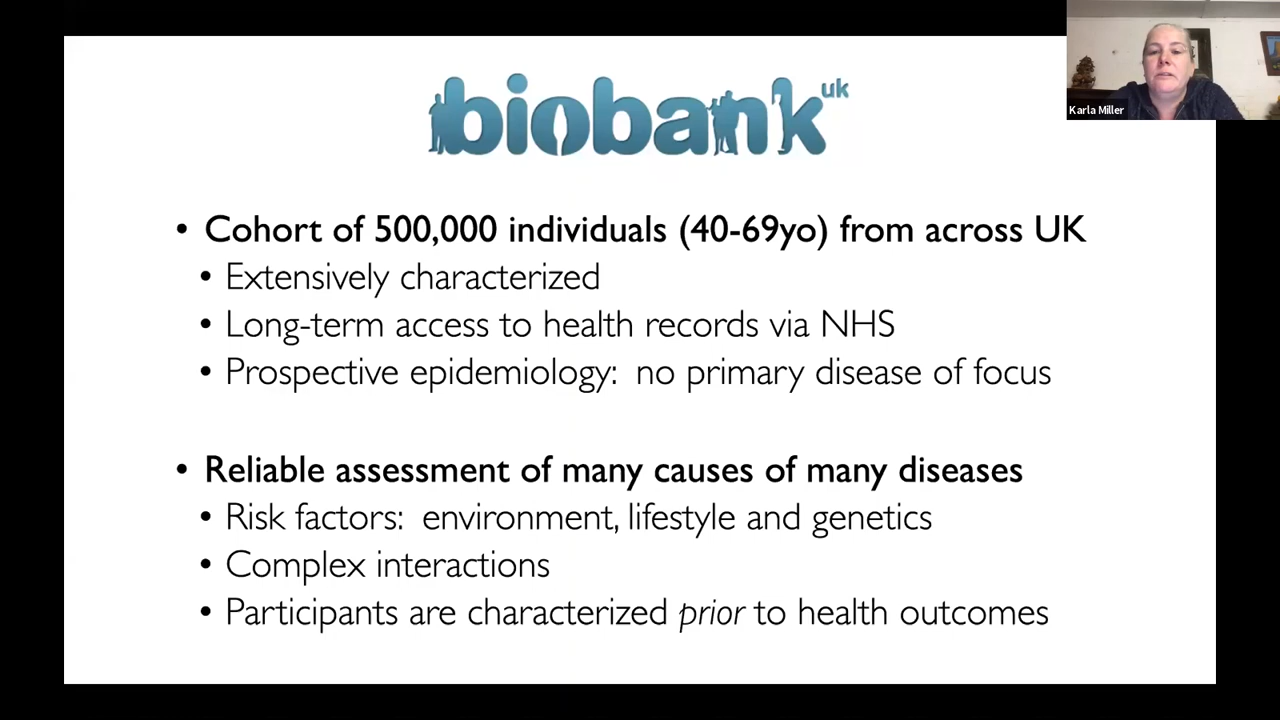 biobank uk
Karla Miller
• Cohort of 500,000 individuals (40-69yo) from across UK
• Extensively characterized
• Long-term access to health records via NHS
• Prospective epidemiology: no primary disease of focus
• Reliable assessment of many causes of many diseases
• Risk factors: environment, lifestyle and genetics
• Complex interactions
• Participants are characterized prior to health outcomes